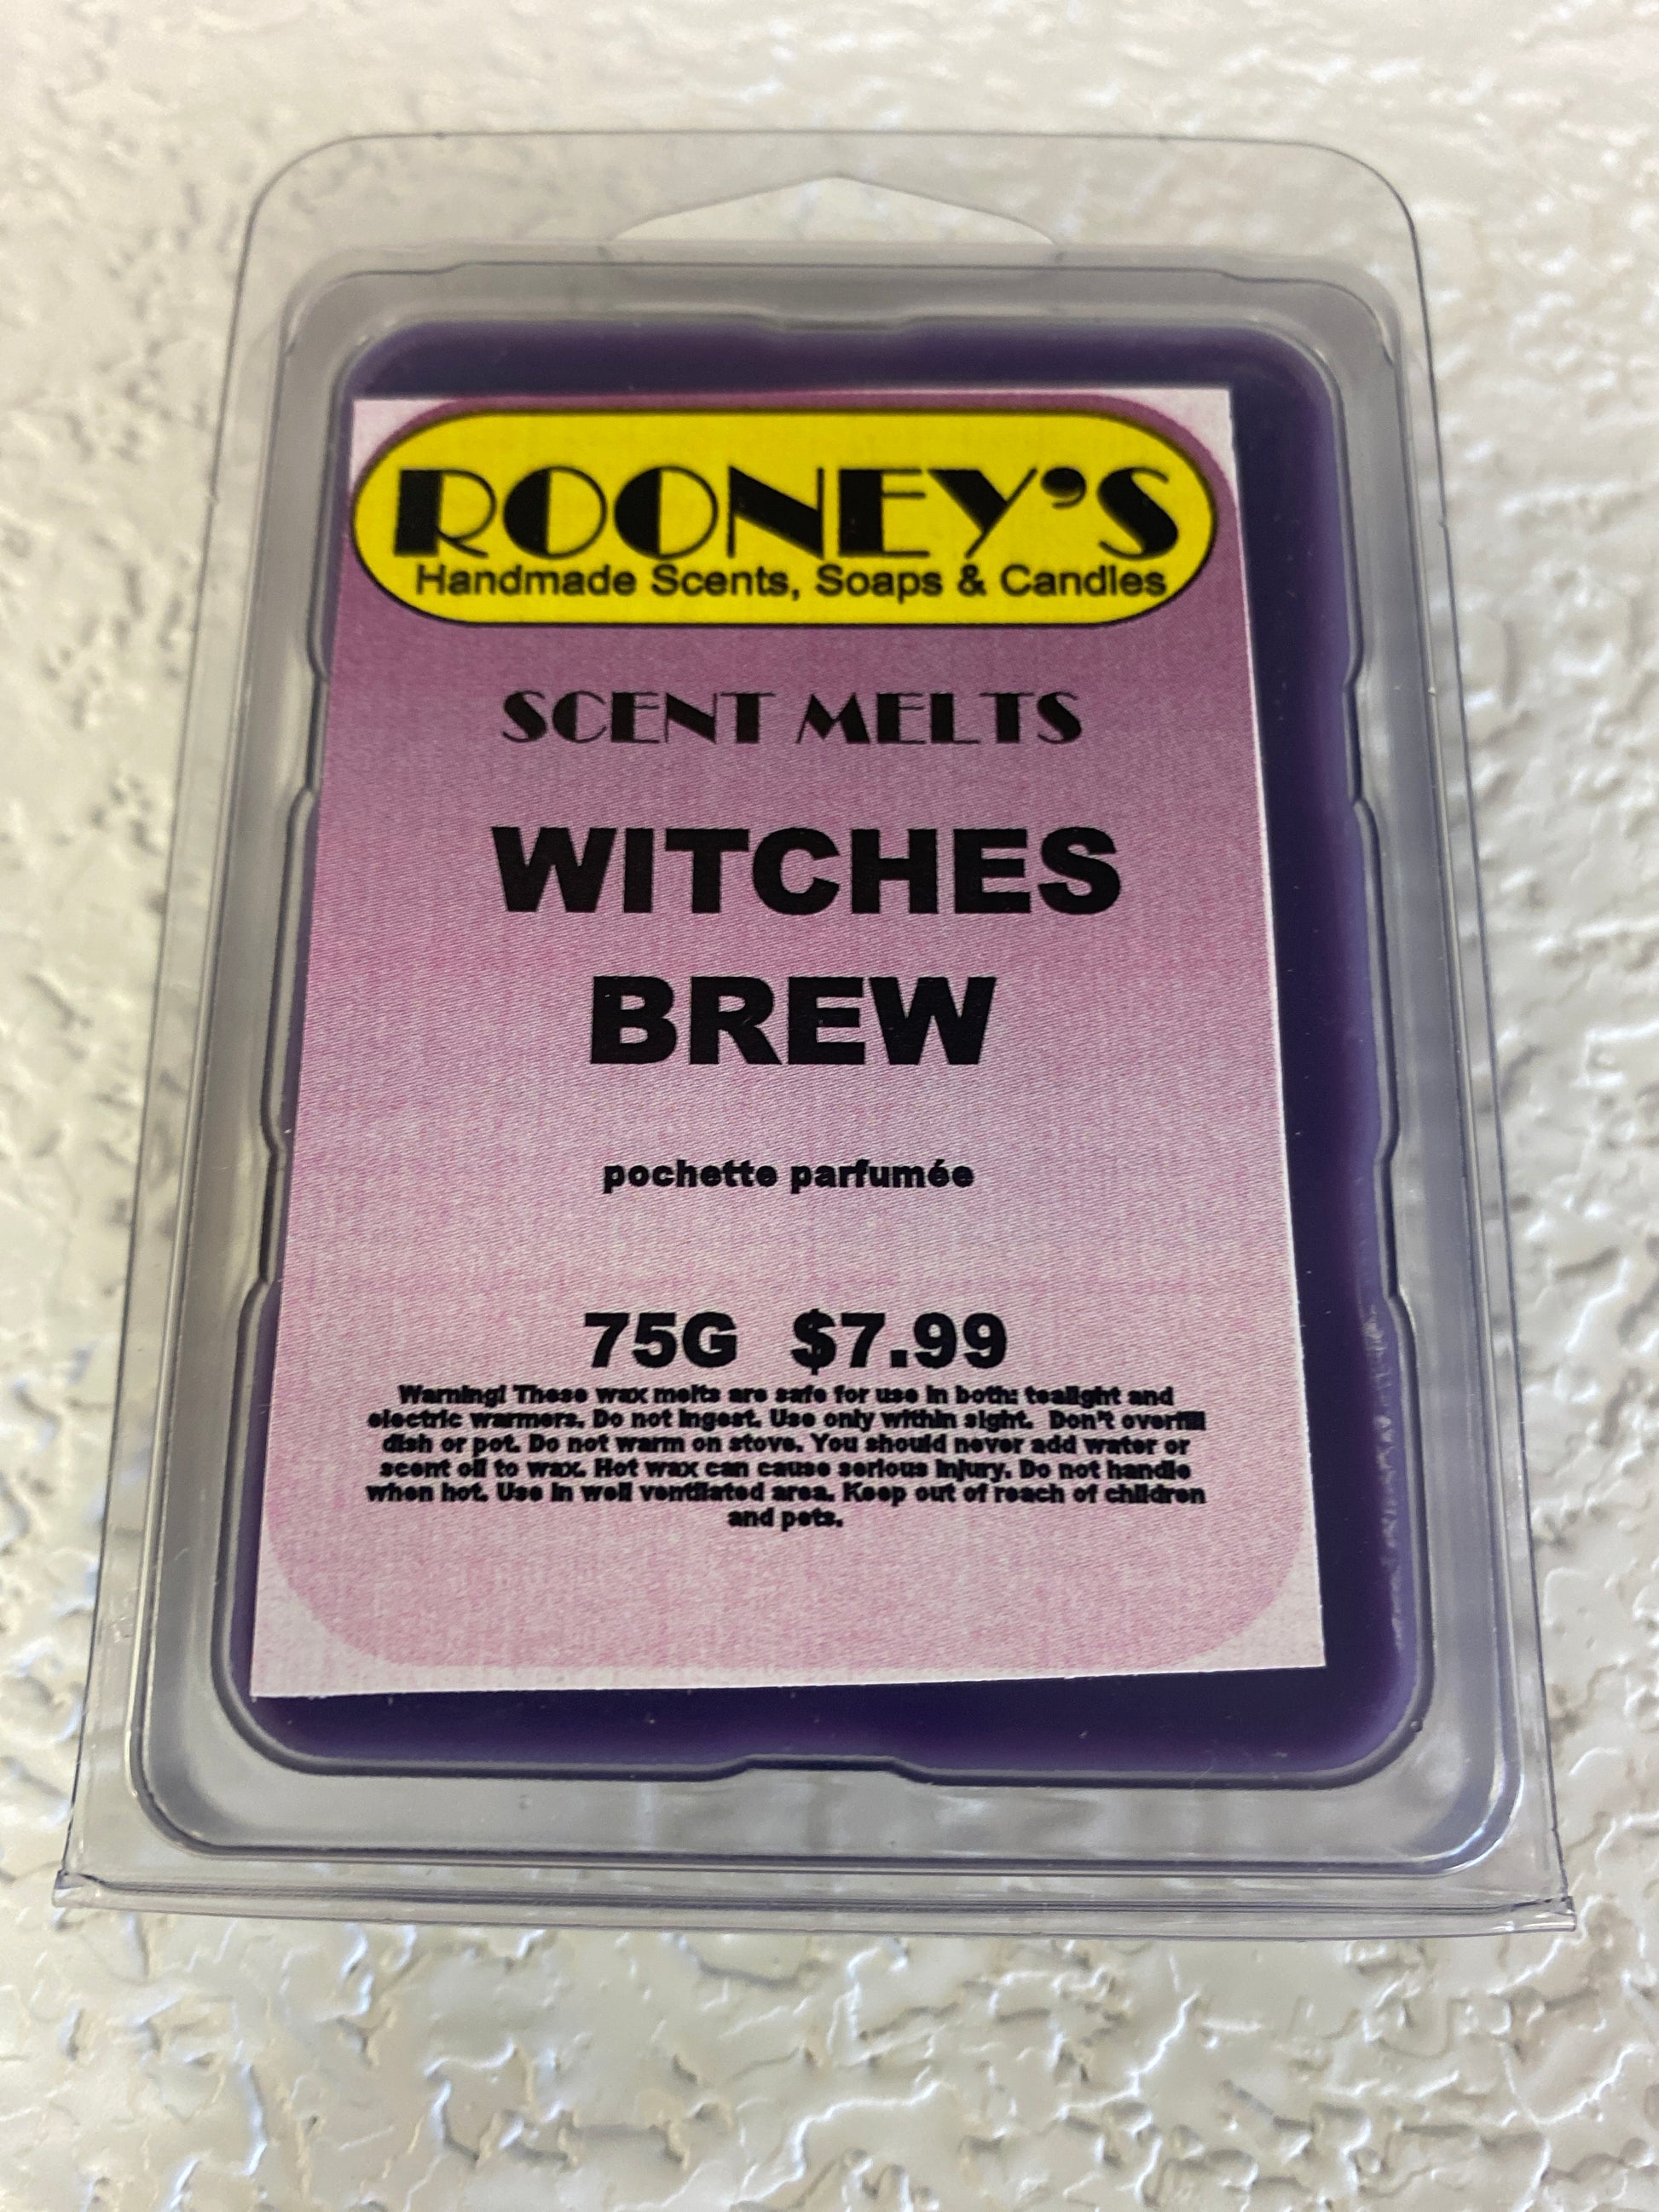 ROONEY'S
Handmade Scents, Soaps & Candles
SCENT MELTS
WITCHES
BREW
pochette parfumée
75G $7.99
Warning! These wax melts are safe for use in both: tealight and
electric warmers. Do not ingest. Use only within sight. Don't overfill
dish or pot. Do not warm on stove. You should never add water or
scent oil to wax. Hot wax can cause serious injury. Do not handle
when hot. Use in well ventilated area. Keep out of reach of children
and pets.